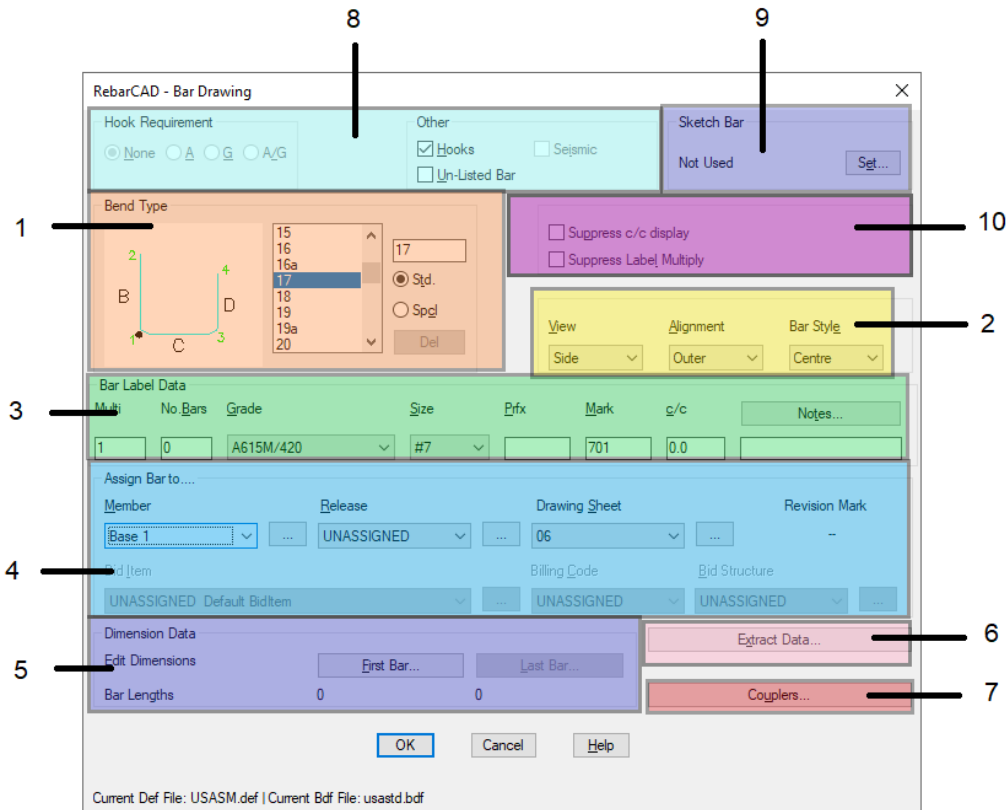 8
9
RebarCAD - Bar Drawing
Hook Requirement
None A G A/G
Other
Hooks Seismic
Un-Listed Bar
Sketch Bar
Not Used Set...
1
Bend Type
2
4
B
D
1
C
3
15
16
16a
17
18
19
19a
20
17
Std.
Spcl
Del
10
Suppress c/c display
Suppress Label Multiply
2
View Alignment Bar Style
Side Outer Centre
3
Bar Label Data
Multi No.Bars Grade Size Prfx Mark c/c Notes...
1 0 A615M/420 #7 701 0.0
4
Assign Bar to....
Member Release Drawing Sheet Revision Mark
Base 1 ... UNASSIGNED ... 06 ... --
Bid Item Billing Code Bid Structure
UNASSIGNED Default BidItem ... UNASSIGNED UNASSIGNED ...
5
Dimension Data
Edit Dimensions First Bar... Last Bar...
Bar Lengths 0 0
Extract Data... 6
Couplers... 7
OK Cancel Help
Current Def File: USASM.def | Current Bdf File: usastd.bdf